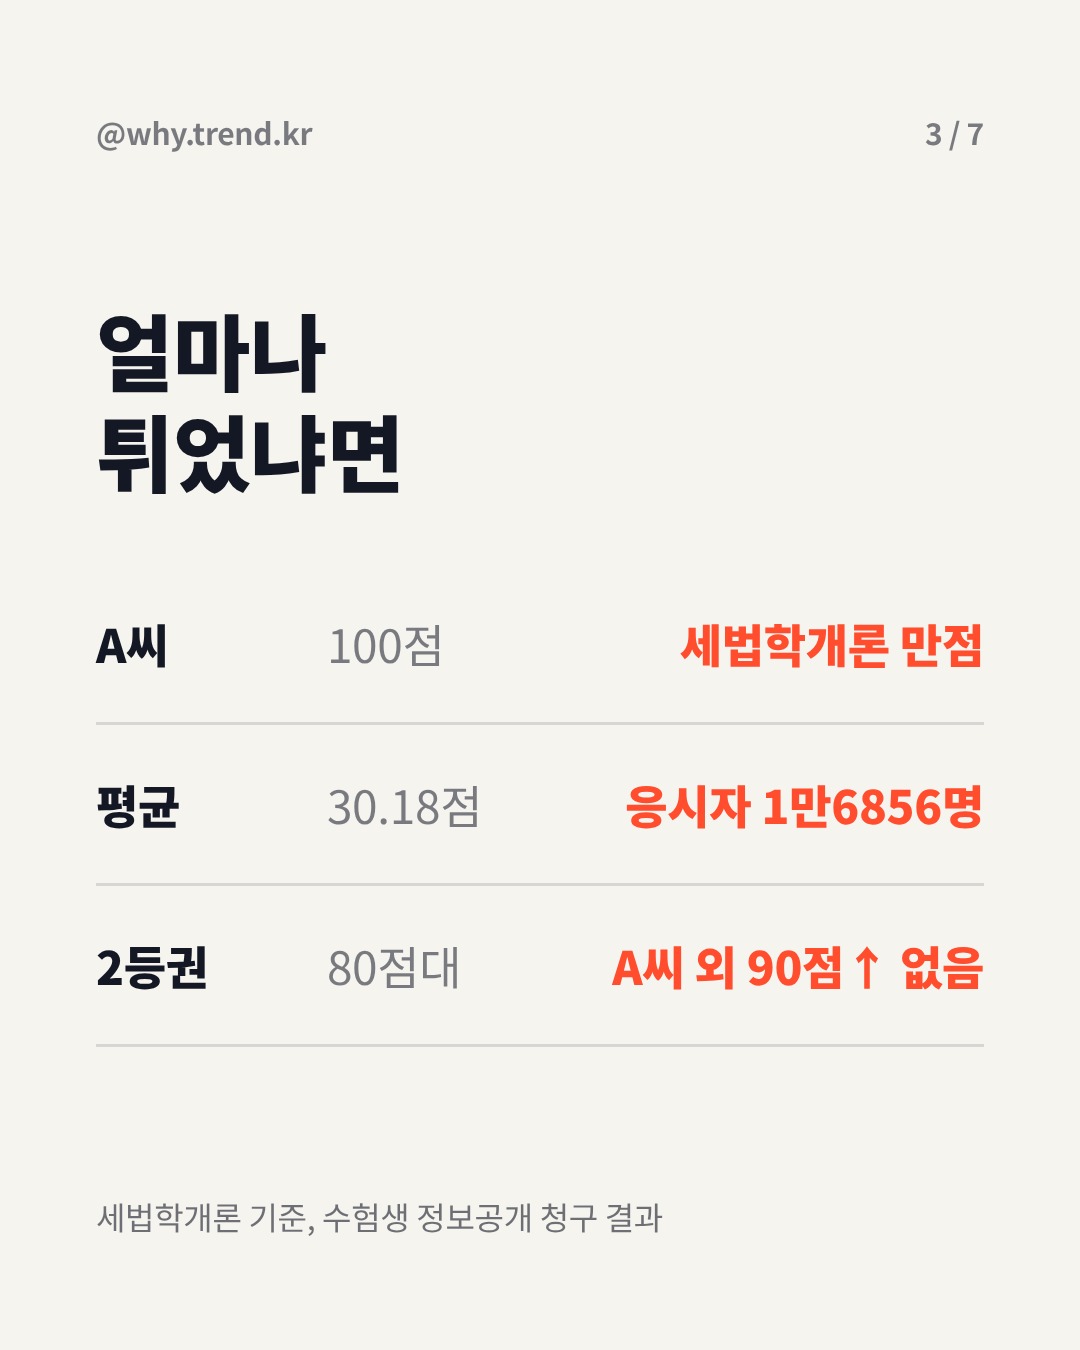 @why.trend.kr
3 / 7
얼마나
튀었냐면
A씨 100점 세법학개론 만점
평균 30.18점 응시자 1만6856명
2등권 80점대 A씨 외 90점↑ 없음
세법학개론 기준, 수험생 정보공개 청구 결과